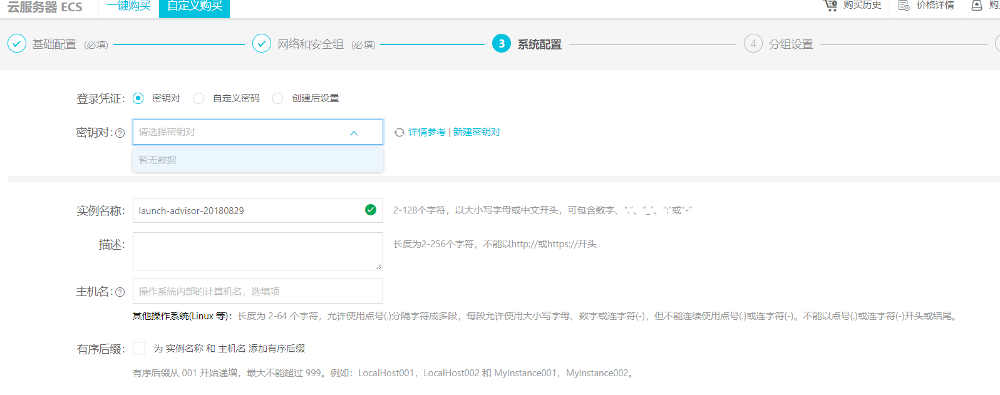 云服务器 ECS 一键购买 自定义购买 购买历史 价格详情
基础配置 (必填) 网络和安全组 (必填) 3 系统配置 4 分组设置
登录凭证: 密钥对 自定义密码 创建后设置
密钥对: ? 请选择密钥对 详情参考 | 新建密钥对
暂无数据
实例名称: launch-advisor-20180829 2-128个字符，以大小写字母或中文开头，可包含数字、“.”、“_”、“:”或“-”
描述: 长度为2-256个字符，不能以http://或https://开头
主机名: ? 操作系统内部的计算机名，选填项
其他操作系统(Linux 等)：长度为 2-64 个字符，允许使用点号(.)分隔字符成多段，每段允许使用大小写字母、数字或连字符(-)，但不能连续使用点号(.)或连字符(-)。不能以点号(.)或连字符(-)开头或结尾。
有序后缀: 为 实例名称 和 主机名 添加有序后缀
有序后缀从 001 开始递增，最大不能超过 999。例如：LocalHost001，LocalHost002 和 MyInstance001，MyInstance002。